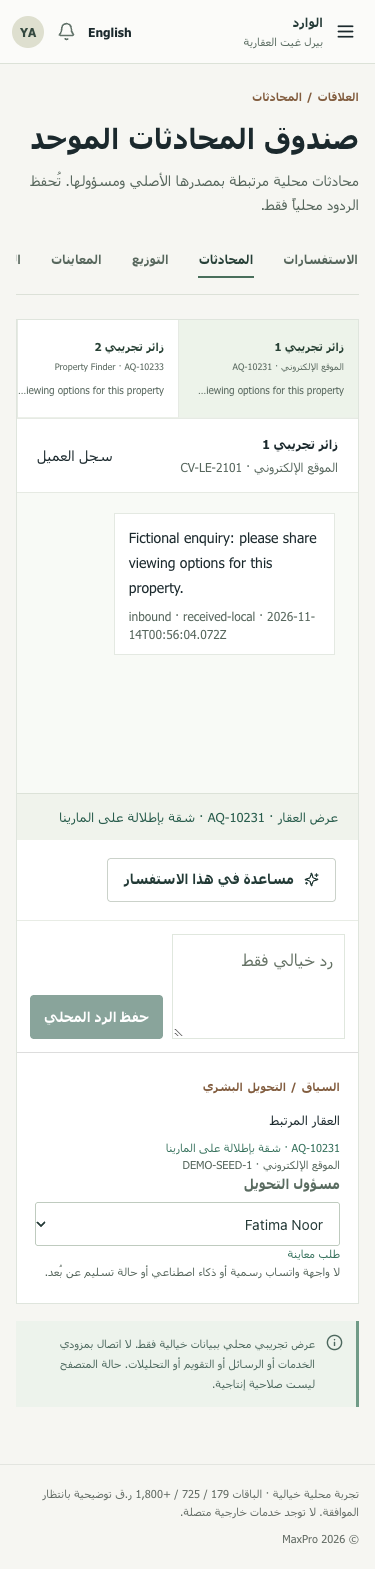 الوارد
بيرل غيت العقارية
English
YA
العلاقات / المحادثات
صندوق المحادثات الموحد
محادثات محلية مرتبطة بمصدرها الأصلي ومسؤولها. تُحفظ
الردود محلياً فقط.
الاستفسارات
المحادثات
التوزيع
المعاينات
زائر تجريبي 1
الموقع الإلكتروني · AQ-10231
...iewing options for this property
زائر تجريبي 2
Property Finder · AQ-10233
...iewing options for this property
زائر تجريبي 1
الموقع الإلكتروني · CV-LE-2101
سجل العميل
Fictional enquiry: please share
viewing options for this
property.
inbound · received-local · 2026-11-
14T00:56:04.072Z
عرض العقار · AQ-10231 · شقة بإطلالة على المارينا
مساعدة في هذا الاستفسار
رد خيالي فقط
حفظ الرد المحلي
السياق / التحويل البشري
العقار المرتبط
AQ-10231 · شقة بإطلالة على المارينا
الموقع الإلكتروني · DEMO-SEED-1
مسؤول التحويل
Fatima Noor
طلب معاينة
لا واجهة واتساب رسمية أو ذكاء اصطناعي أو حالة تسليم عن بُعد.
عرض تجريبي محلي ببيانات خيالية فقط. لا اتصال بمزودي
الخدمات أو الرسائل أو التقويم أو التحليلات. حالة المتصفح
ليست صلاحية إنتاجية.
تجربة محلية خيالية · الباقات 179 / 725 / +1,800 ر.ق توضيحية بانتظار
الموافقة. لا توجد خدمات خارجية متصلة.
© 2026 MaxPro